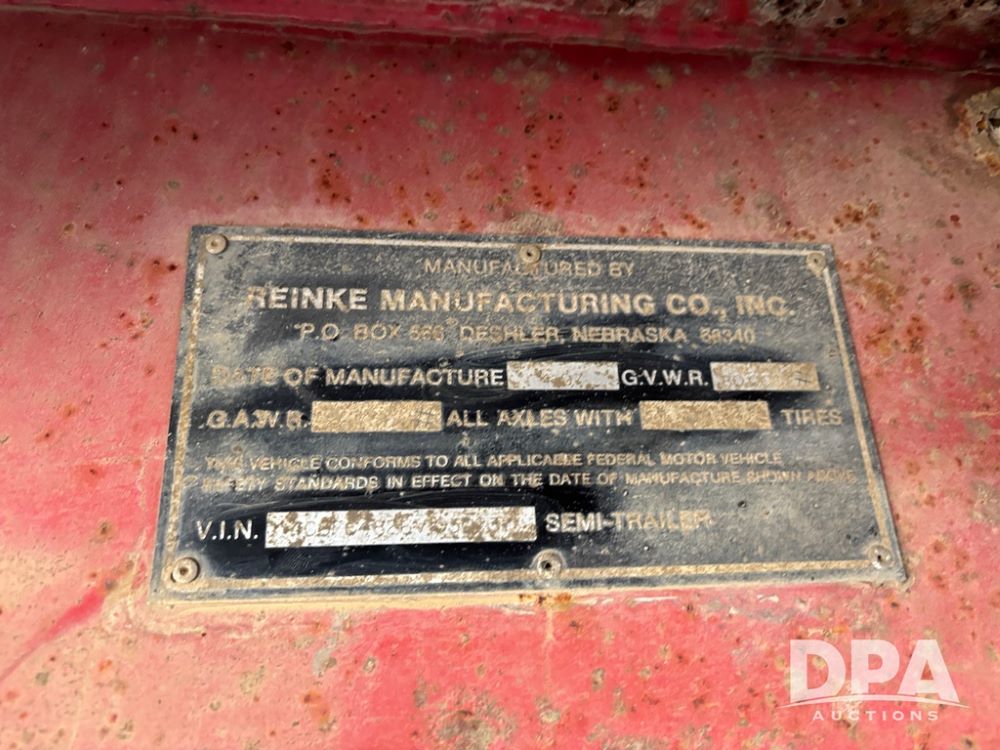 MANUFACTURED BY
REINKE MANUFACTURING CO., INC.
P.O. BOX 566 DESHLER, NEBRASKA 68340
DATE OF MANUFACTURE G.V.W.R.
G.A.W.R. ALL AXLES WITH TIRES
THIS VEHICLE CONFORMS TO ALL APPLICABLE FEDERAL MOTOR VEHICLE
SAFETY STANDARDS IN EFFECT ON THE DATE OF MANUFACTURE SHOWN ABOVE
V.I.N. SEMI-TRAILER
DPA
AUCTIONS